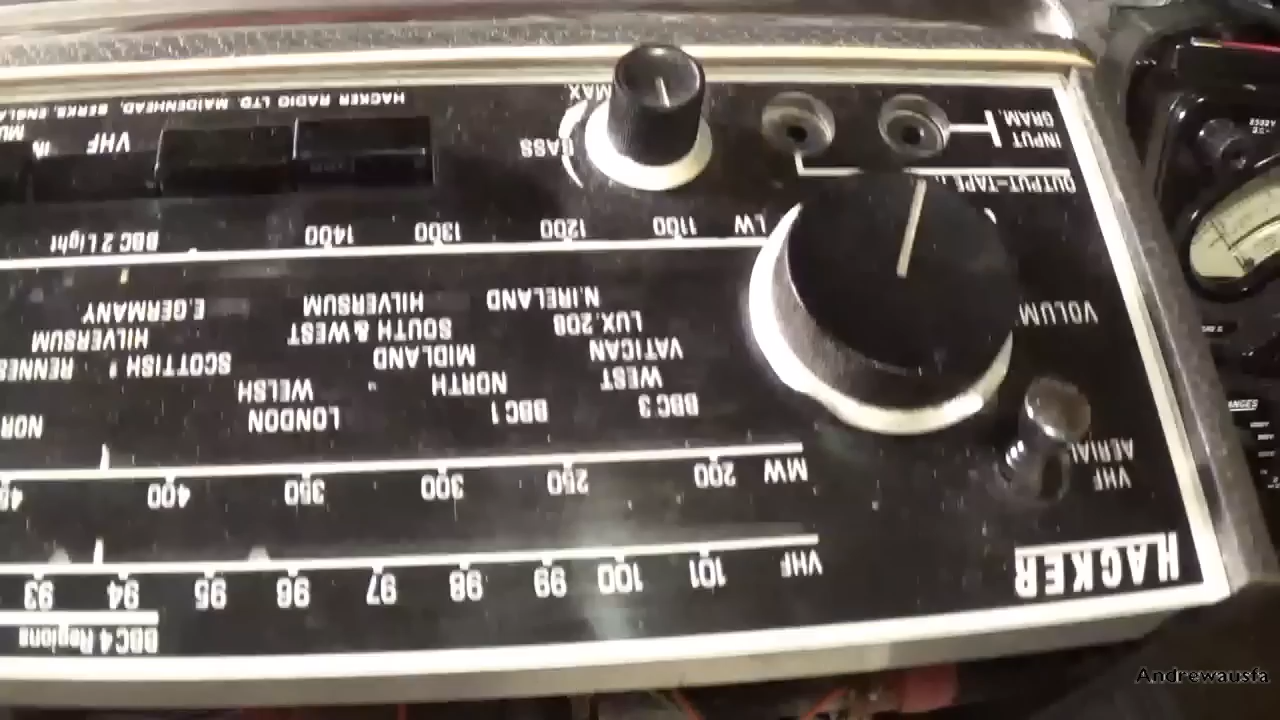 BBC 4 Regions
HACKER
VHF 101 100 99 98 97 96 95 94 93
VHF
AERIAL
MW 200 250 300 350 400
BBC 3 BBC 1 LONDON NOR
WEST NORTH WELSH
VATICAN MIDLAND SCOTTISH RENNES
LUX.208 SOUTH & WEST HILVERSUM
N.IRELAND HILVERSUM E.GERMANY
VOLUM
LW 1100 1200 1300 1400 BBC 2 Light
OUTPUT-TAPE
INPUT
GRAM.
BASS
MAX.
VHF
HACKER RADIO LTD. MAIDENHEAD, BERKS. ENGLA
Andrewausfa